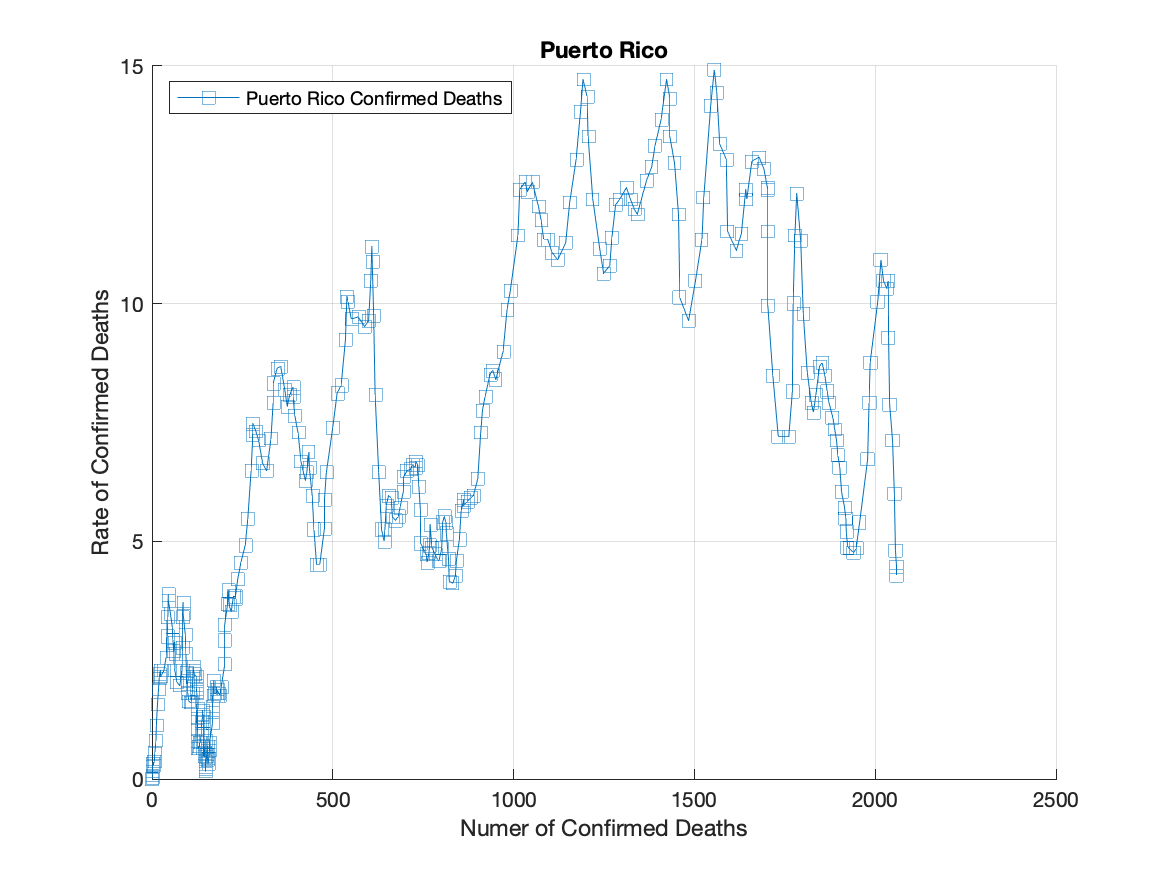 Puerto Rico
Puerto Rico Confirmed Deaths
Rate of Confirmed Deaths
15
10
5
0
0 500 1000 1500 2000 2500
Numer of Confirmed Deaths